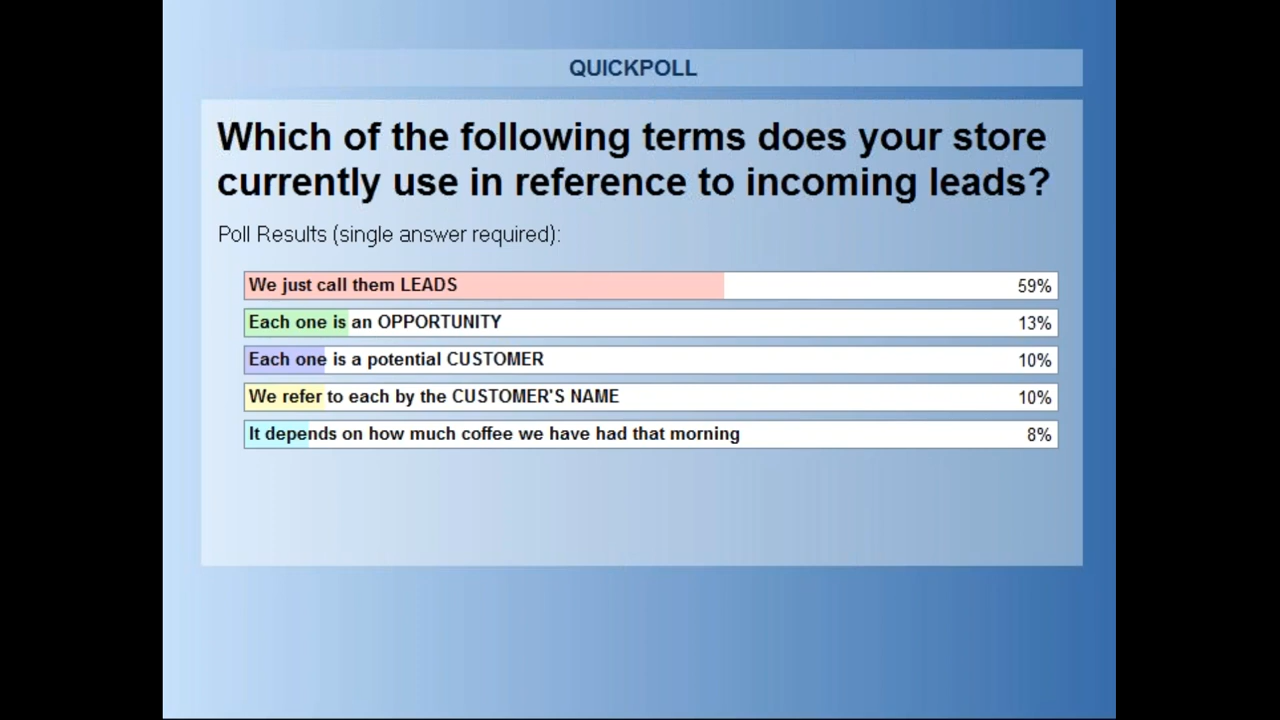 QUICKPOLL
Which of the following terms does your store
currently use in reference to incoming leads?
Poll Results (single answer required):
We just call them LEADS 59%
Each one is an OPPORTUNITY 13%
Each one is a potential CUSTOMER 10%
We refer to each by the CUSTOMER'S NAME 10%
It depends on how much coffee we have had that morning 8%